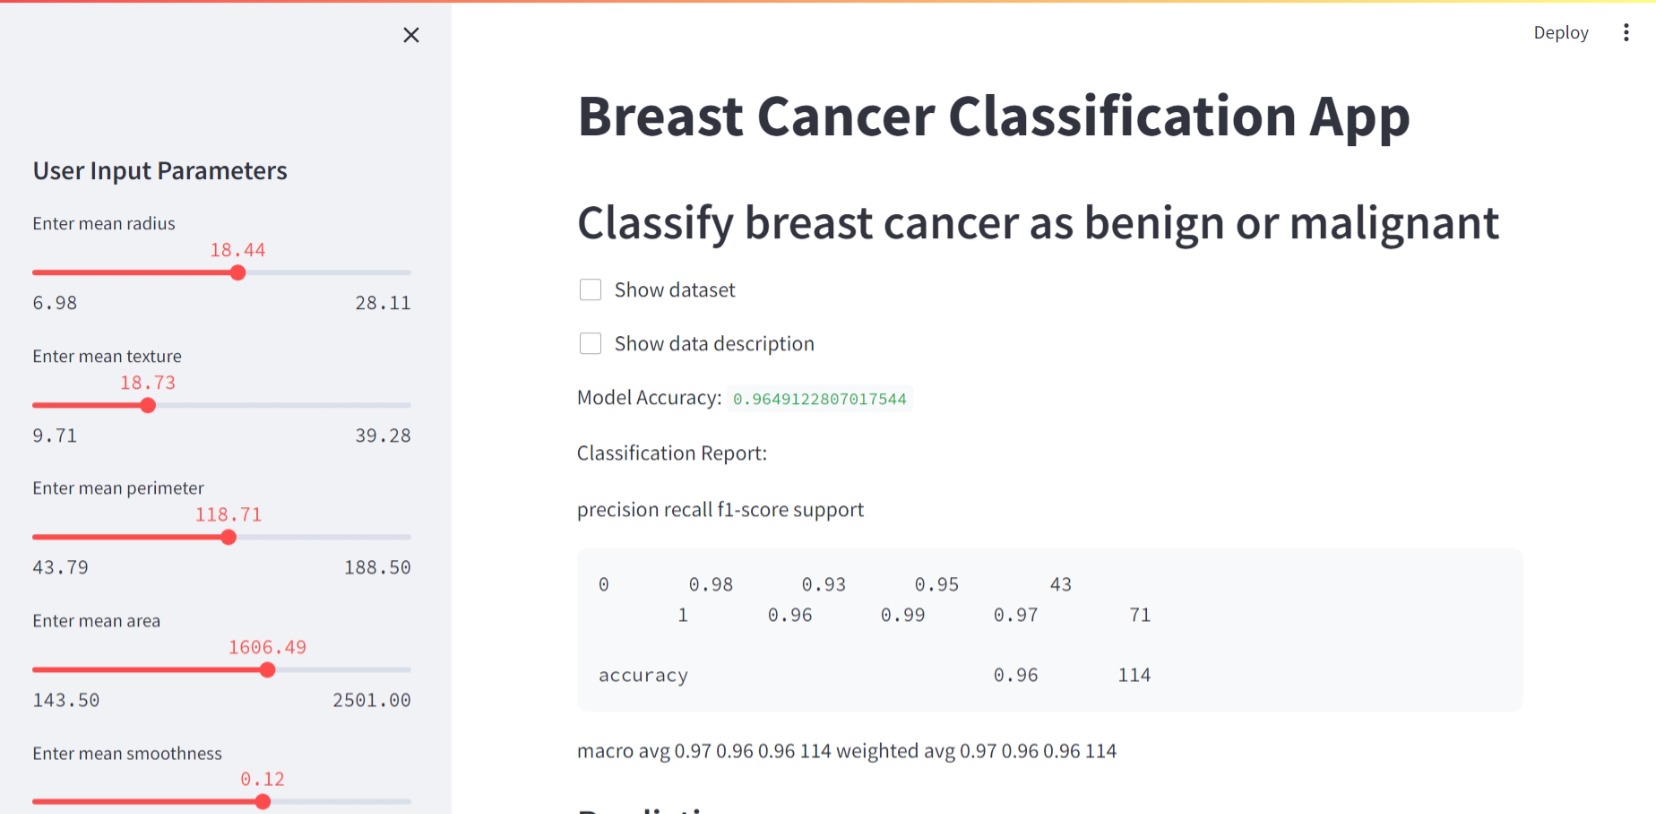 Deploy
User Input Parameters
Enter mean radius
18.44
6.98 28.11
Enter mean texture
18.73
9.71 39.28
Enter mean perimeter
118.71
43.79 188.50
Enter mean area
1606.49
143.50 2501.00
Enter mean smoothness
0.12
Breast Cancer Classification App
Classify breast cancer as benign or malignant
Show dataset
Show data description
Model Accuracy: 0.9649122807017544
Classification Report:
precision recall f1-score support
0 0.98 0.93 0.95 43
1 0.96 0.99 0.97 71
accuracy 0.96 114
macro avg 0.97 0.96 0.96 114 weighted avg 0.97 0.96 0.96 114